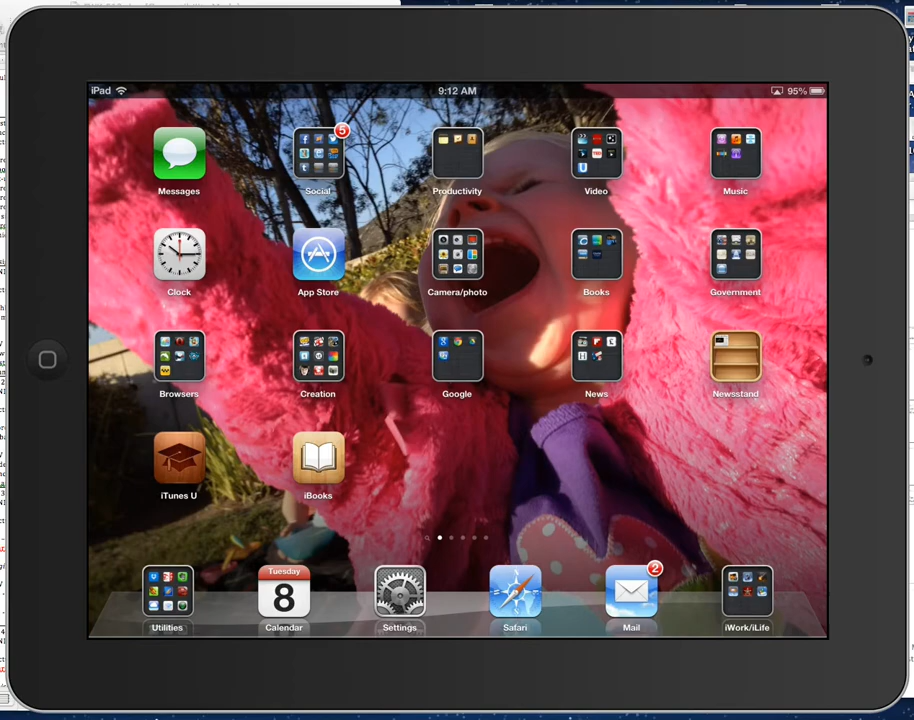 iPad 9:12 AM 95%
5
Messages Social Productivity Video Music
Clock App Store Camera/photo Books Government
Browsers Creation Google News Newsstand
iTunes U iBooks
Tuesday 2
8
Utilities Calendar Settings Safari Mail iWork/iLife